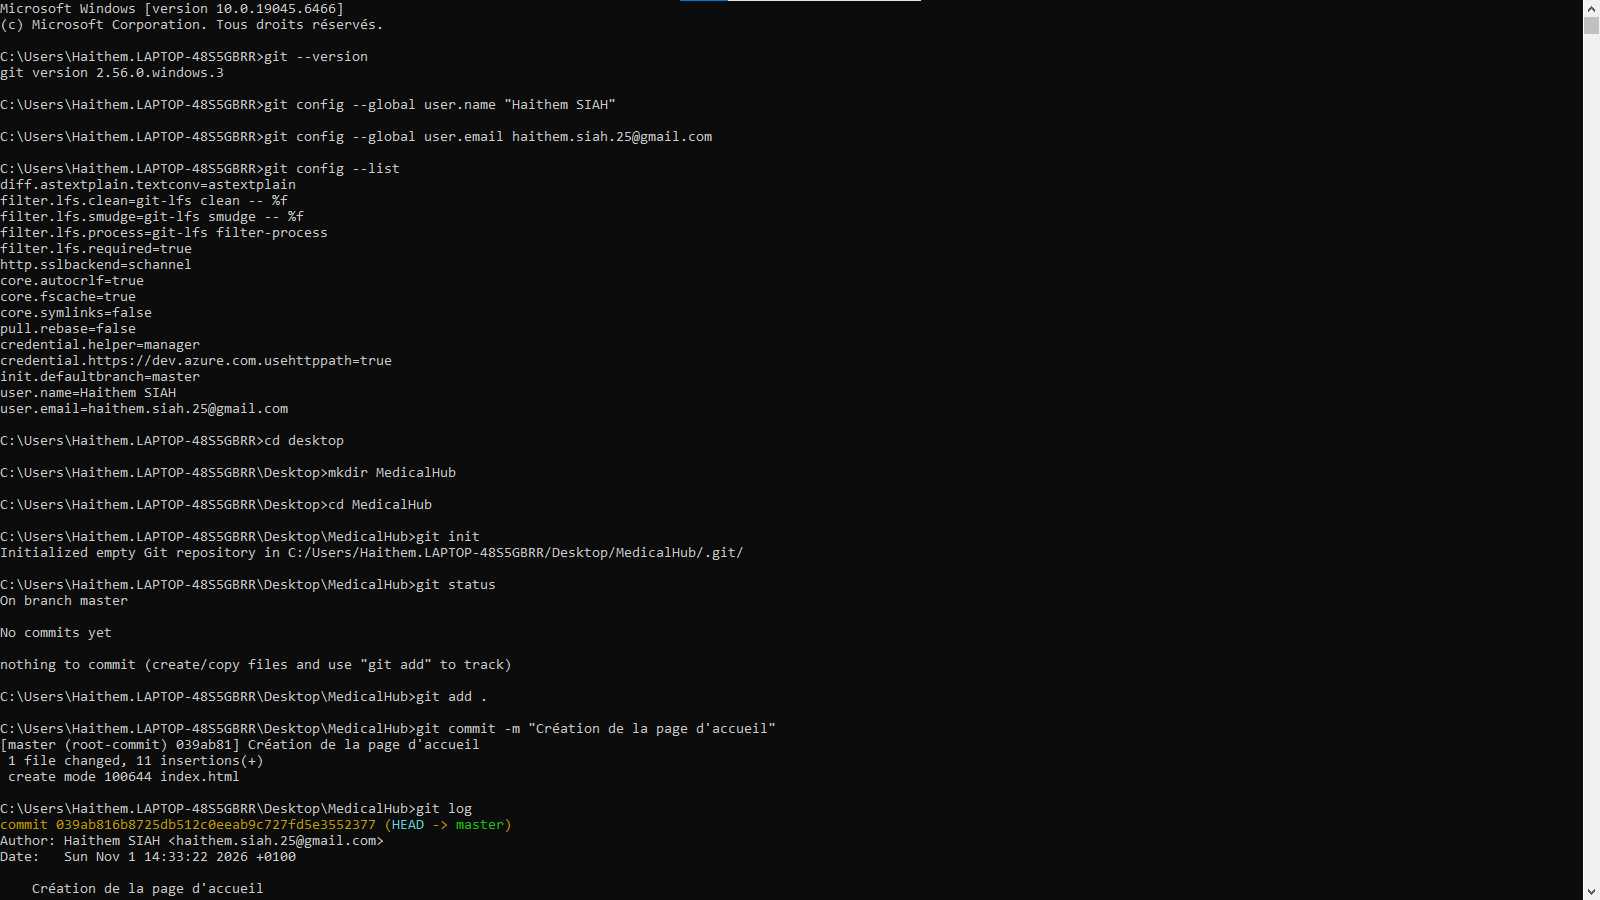 Microsoft Windows [version 10.0.19045.6466]
(c) Microsoft Corporation. Tous droits réservés.
C:\Users\Haithem.LAPTOP-48S5GBRR>git --version
git version 2.56.0.windows.3
C:\Users\Haithem.LAPTOP-48S5GBRR>git config --global user.name "Haithem SIAH"
C:\Users\Haithem.LAPTOP-48S5GBRR>git config --global user.email haithem.siah.25@gmail.com
C:\Users\Haithem.LAPTOP-48S5GBRR>git config --list
diff.astextplain.textconv=astextplain
filter.lfs.clean=git-lfs clean -- %f
filter.lfs.smudge=git-lfs smudge -- %f
filter.lfs.process=git-lfs filter-process
filter.lfs.required=true
http.sslbackend=schannel
core.autocrlf=true
core.fscache=true
core.symlinks=false
pull.rebase=false
credential.helper=manager
credential.https://dev.azure.com.usehttppath=true
init.defaultbranch=master
user.name=Haithem SIAH
user.email=haithem.siah.25@gmail.com
C:\Users\Haithem.LAPTOP-48S5GBRR>cd desktop
C:\Users\Haithem.LAPTOP-48S5GBRR\Desktop>mkdir MedicalHub
C:\Users\Haithem.LAPTOP-48S5GBRR\Desktop>cd MedicalHub
C:\Users\Haithem.LAPTOP-48S5GBRR\Desktop\MedicalHub>git init
Initialized empty Git repository in C:/Users/Haithem.LAPTOP-48S5GBRR/Desktop/MedicalHub/.git/
C:\Users\Haithem.LAPTOP-48S5GBRR\Desktop\MedicalHub>git status
On branch master
No commits yet
nothing to commit (create/copy files and use "git add" to track)
C:\Users\Haithem.LAPTOP-48S5GBRR\Desktop\MedicalHub>git add .
C:\Users\Haithem.LAPTOP-48S5GBRR\Desktop\MedicalHub>git commit -m "Création de la page d'accueil"
[master (root-commit) 039ab81] Création de la page d'accueil
1 file changed, 11 insertions(+)
create mode 100644 index.html
C:\Users\Haithem.LAPTOP-48S5GBRR\Desktop\MedicalHub>git log
commit 039ab816b8725db512c0eeab9c727fd5e3552377 (HEAD -> master)
Author: Haithem SIAH <haithem.siah.25@gmail.com>
Date:   Sun Nov 1 14:33:22 2026 +0100
Création de la page d'accueil